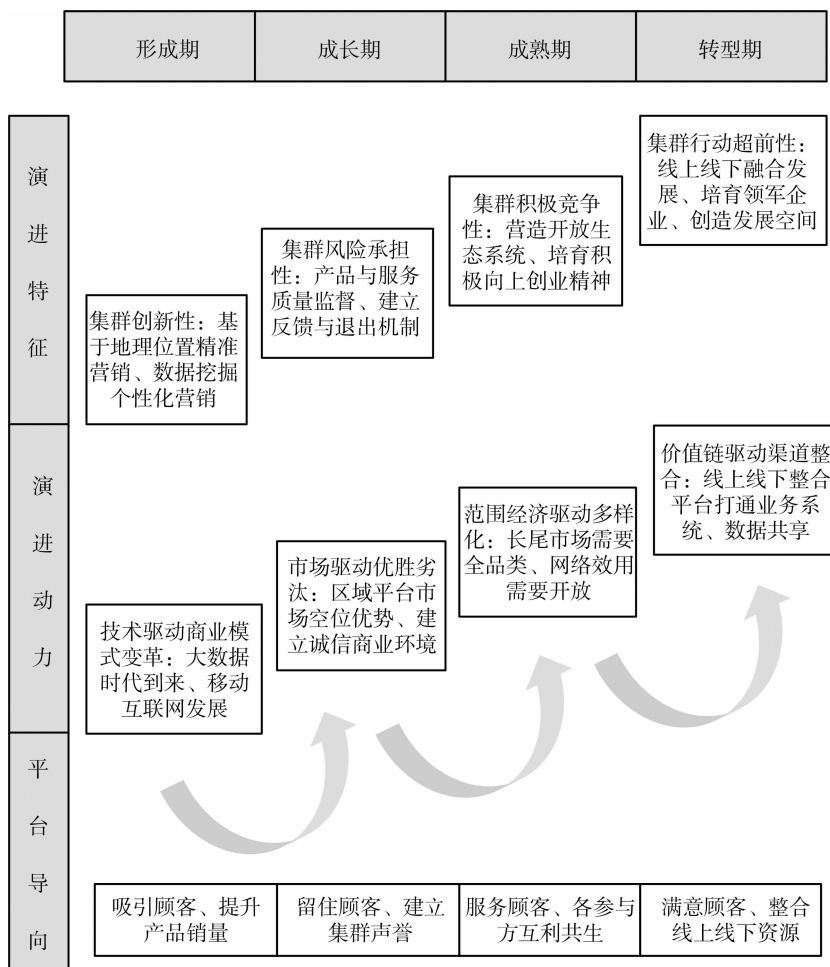 形成期
成长期
成熟期
转型期
演进特征
集群创新性：基
于地理位置精准
营销、数据挖掘
个性化营销
集群风险承担
性：产品与服务
质量监督、建立
反馈与退出机制
集群积极竞争
性：营造开放生
态系统、培育积
极向上创业精神
集群行动超前性：
线上线下融合发
展、培育领军企
业、创造发展空间
演进动力
技术驱动商业模
式变革：大数据
时代到来、移动
互联网发展
市场驱动优胜劣
汰：区域平台市
场空位优势、建
立诚信商业环境
范围经济驱动多样
化：长尾市场需要
全品类、网络效用
需要开放
价值链驱动渠道整
合：线上线下整合
平台打通业务系
统、数据共享
平台导向
吸引顾客、提升
产品销量
留住顾客、建立
集群声誉
服务顾客、各参与
方互利共生
满意顾客、整合
线上线下资源